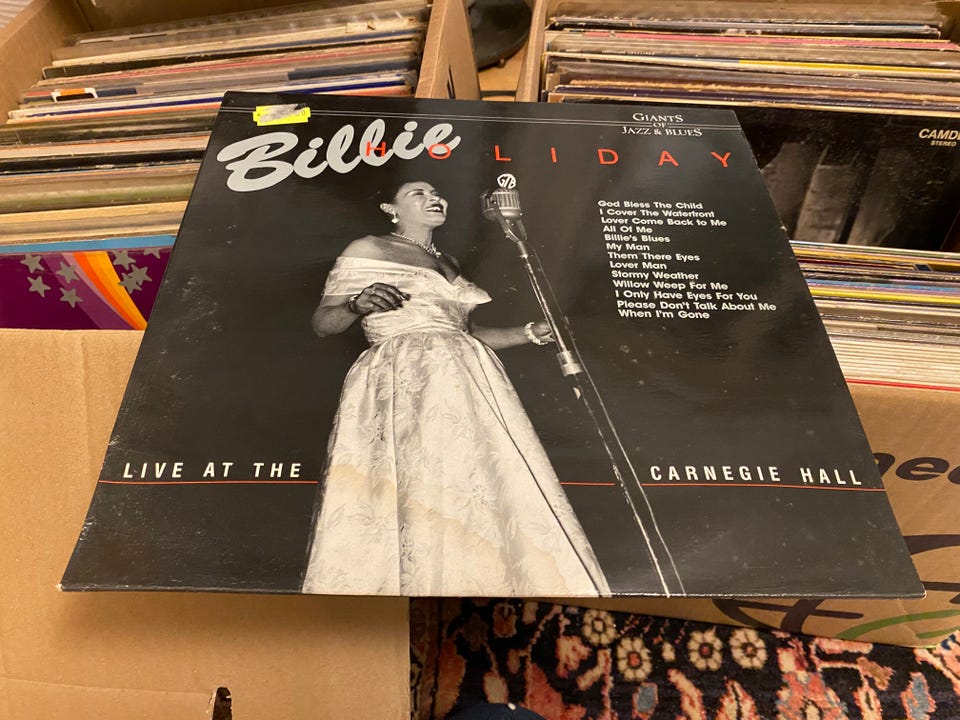 GIANTS
OF
JAZZ & BLUES
Billie
HOLIDAY
CAMD
STEREO
God Bless The Child
I Cover The Waterfront
Lover Come Back to Me
All Of Me
Billie's Blues
My Man
Them There Eyes
Lover Man
Stormy Weather
Willow Weep For Me
I Only Have Eyes For You
Please Don't Talk About Me
When I'm Gone
LIVE AT THE
CARNEGIE HALL